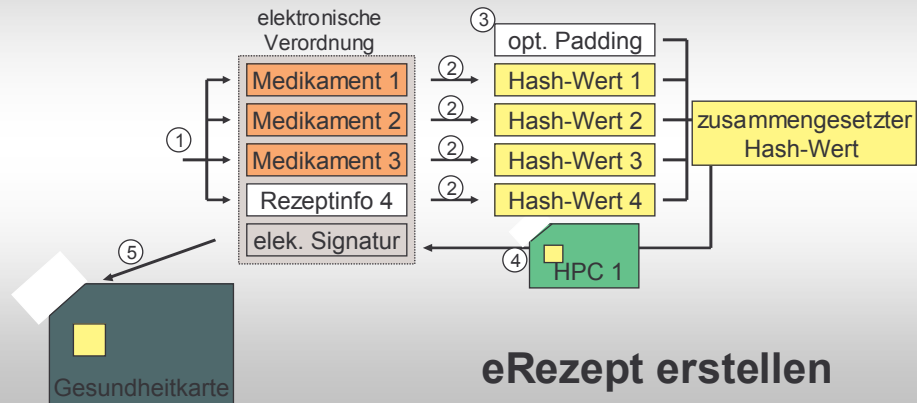 elektronische
Verordnung
③
opt. Padding
Medikament 1
②
Hash-Wert 1
Medikament 2
②
Hash-Wert 2
①
Medikament 3
②
Hash-Wert 3
Rezeptinfo 4
②
Hash-Wert 4
zusammengesetzter
Hash-Wert
elek. Signatur
④
HPC 1
⑤
Gesundheitkarte
eRezept erstellen